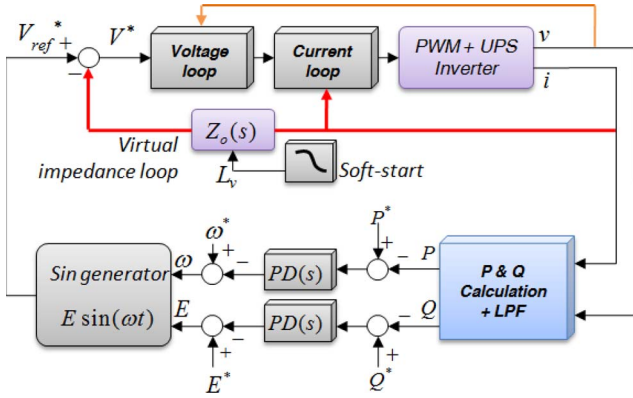 V_ref* + − V*
Voltage loop
Current loop
PWM + UPS Inverter
v
i
Z_o(s)
Virtual impedance loop
L_v
Soft-start
ω* + −
P* + −
Sin generator
E sin(ωt)
ω
PD(s)
P
P & Q Calculation + LPF
E
− +
PD(s)
− +
Q
E*
Q*